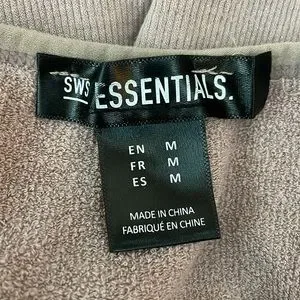 SWS ESSENTIALS.
EN M
FR M
ES M
MADE IN CHINA
FABRIQUÉ EN CHINE